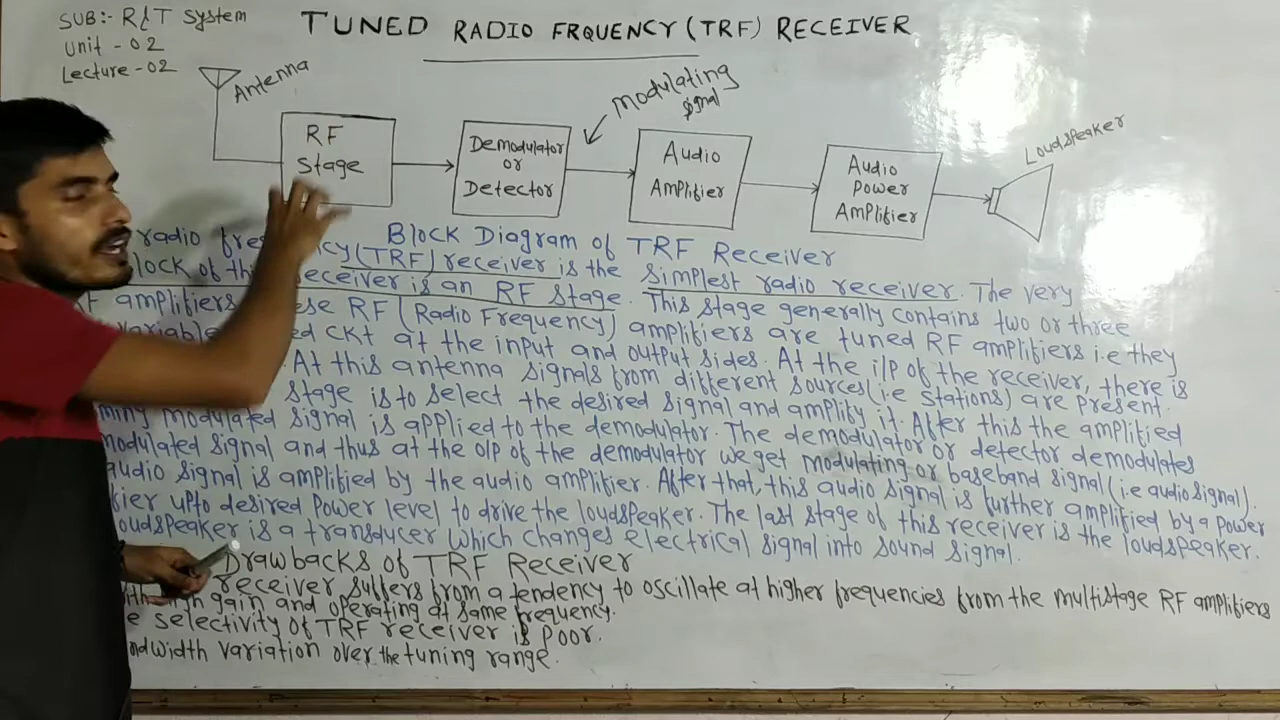 SUB:- R&T System
Unit - 02
Lecture - 02
TUNED RADIO FRQUENCY (TRF) RECEIVER
Antenna
RF
Stage
Demodulator
or
Detector
Modulating
signal
Audio
Amplifier
Audio
Power
Amplifier
Loudspeaker
Block Diagram of TRF Receiver
radio (TRF) receiver is the simplest radio receiver. The very
of receiver is an RF Stage. This stage generally contains two or three
amplifiers. RF (Radio Frequency) amplifiers are tuned RF amplifiers i.e they
variable ckt at the input and output sides. At the i/p of the receiver, there is
At this antenna signals from different sources (i.e stations) are present.
stage is to select the desired signal and amplify it. After this the amplified
modulated signal is applied to the demodulator. The demodulator or detector demodulates
modulated signal and thus at the o/p of the demodulator we get modulating or baseband signal (i.e audio signal).
audio signal is amplified by the audio amplifier. After that, this audio signal is further amplified by a power
upto desired power level to drive the loudspeaker. The last stage of this receiver is the loudspeaker.
loudspeaker is a transducer which changes electrical signal into sound signal.
Drawbacks of TRF Receiver
receiver suffers from a tendency to oscillate at higher frequencies from the multistage RF amplifiers
high gain and operating at same frequency.
selectivity of TRF receiver is poor.
variation over the tuning range.